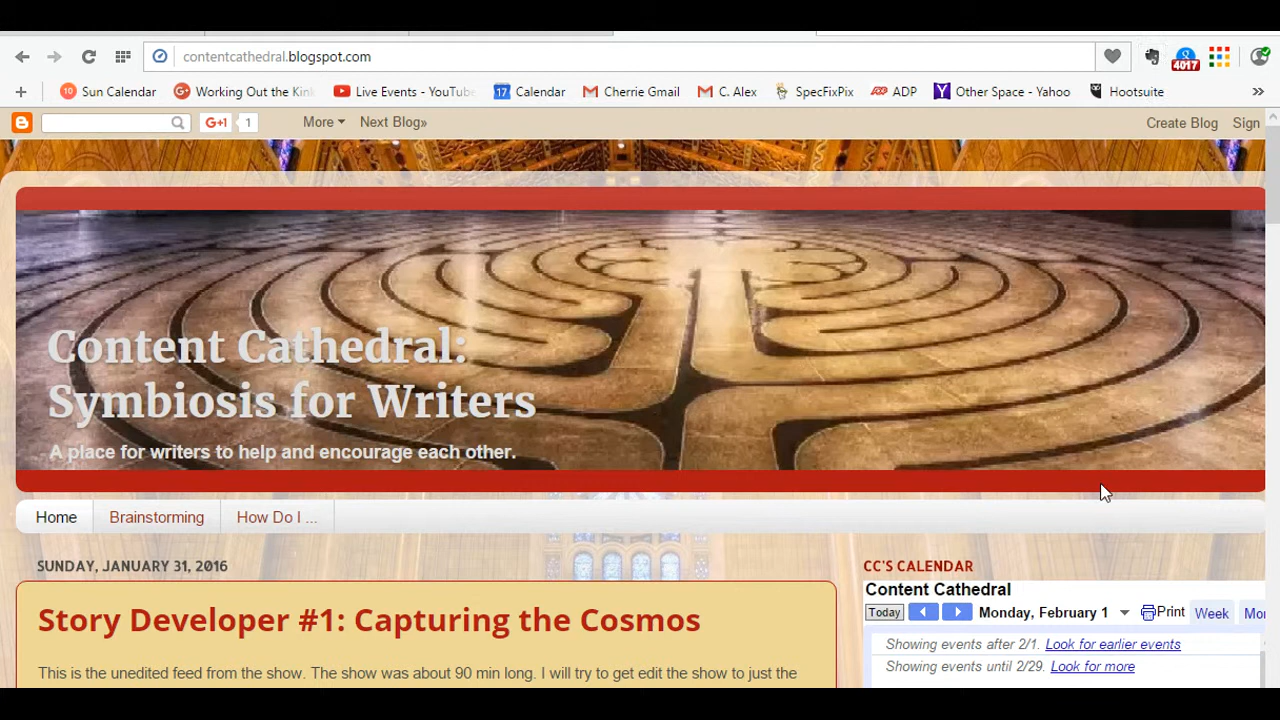 contentcathedral.blogspot.com
4017
Sun Calendar
Working Out the Kink
Live Events - YouTube
17 Calendar
Cherrie Gmail
C. Alex
SpecFixPix
ADP
Other Space - Yahoo
Hootsuite
»
G+1 1
More
Next Blog»
Create Blog
Sign
Content Cathedral:
Symbiosis for Writers
A place for writers to help and encourage each other.
Home
Brainstorming
How Do I ...
SUNDAY, JANUARY 31, 2016
Story Developer #1: Capturing the Cosmos
This is the unedited feed from the show. The show was about 90 min long. I will try to get edit the show to just the
CC'S CALENDAR
Content Cathedral
Today Monday, February 1 Print Week Mo
Showing events after 2/1. Look for earlier events
Showing events until 2/29. Look for more